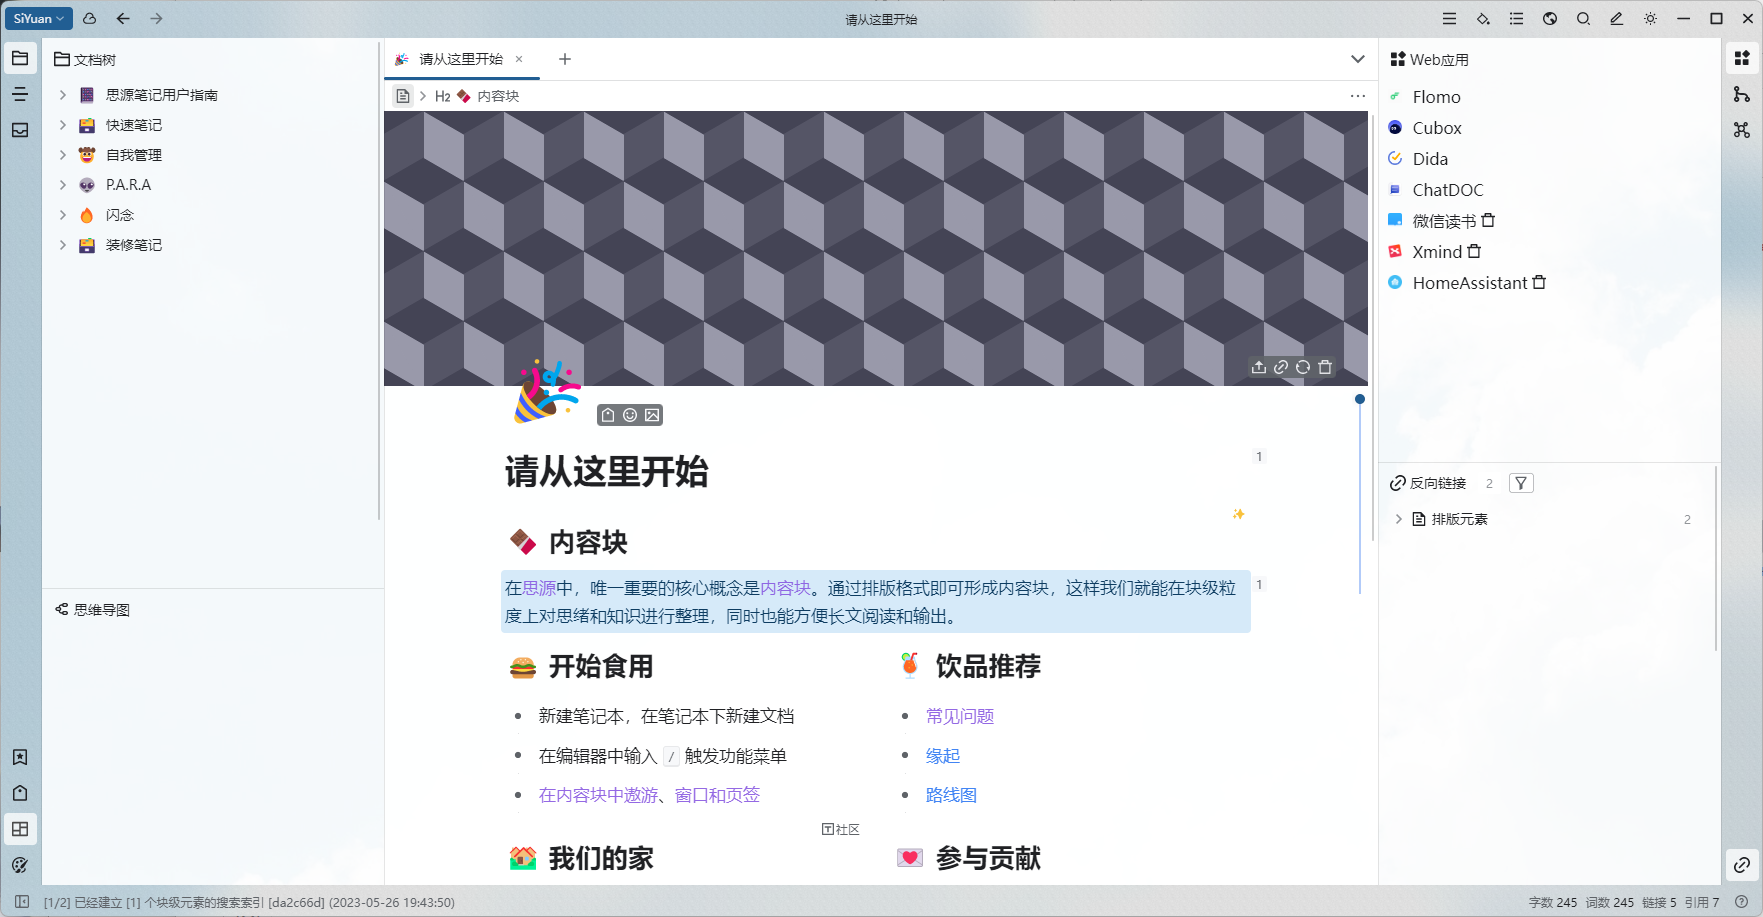 SiYuan
请从这里开始
文档树
思源笔记用户指南
快速笔记
自我管理
P.A.R.A
闪念
装修笔记
思维导图
请从这里开始
H2 内容块
请从这里开始
1
内容块
在思源中，唯一重要的核心概念是内容块。通过排版格式即可形成内容块，这样我们就能在块级粒
度上对思绪和知识进行整理，同时也能方便长文阅读和输出。
1
开始食用
新建笔记本，在笔记本下新建文档
在编辑器中输入 / 触发功能菜单
在内容块中遨游、窗口和页签
饮品推荐
常见问题
缘起
路线图
社区
我们的家
参与贡献
Web应用
Flomo
Cubox
Dida
ChatDOC
微信读书
Xmind
HomeAssistant
反向链接 2
排版元素 2
[1/2] 已经建立 [1] 个块级元素的搜索索引 [da2c66d] (2023-05-26 19:43:50)
字数 245 词数 245 链接 5 引用 7